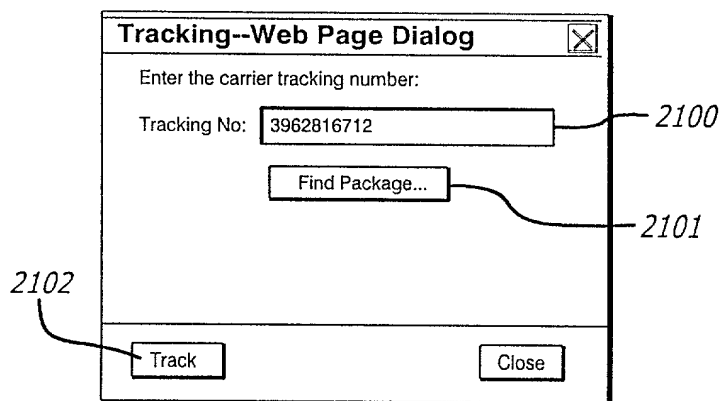 Tracking--Web Page Dialog
Enter the carrier tracking number:
Tracking No: 3962816712 2100
Find Package...
2101
2102
Track Close